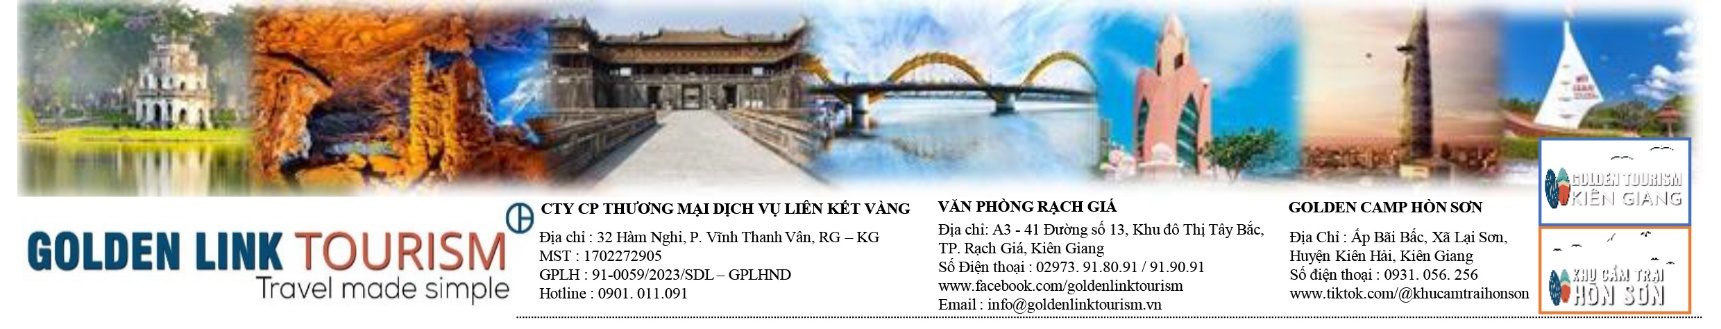 GOLDEN LINK TOURISM
Travel made simple
CTY CP THƯƠNG MẠI DỊCH VỤ LIÊN KẾT VÀNG
Địa chỉ : 32 Hàm Nghi, P. Vĩnh Thanh Vân, RG – KG
MST : 1702272905
GPLH : 91-0059/2023/SDL – GPLHND
Hotline : 0901. 011.091
VĂN PHÒNG RẠCH GIÁ
Địa chỉ: A3 - 41 Đường số 13, Khu đô Thị Tây Bắc,
TP. Rạch Giá, Kiên Giang
Số Điện thoại : 02973. 91.80.91 / 91.90.91
www.facebook.com/goldenlinktourism
Email : info@goldenlinktourism.vn
GOLDEN CAMP HÒN SƠN
Địa Chỉ : Ấp Bãi Bấc, Xã Lại Sơn,
Huyện Kiên Hải, Kiên Giang
Số điện thoại : 0931. 056. 256
www.tiktok.com/@khucamtraihonson
GOLDEN TOURISM
KIÊN GIANG
KHU CẮM TRẠI
HÒN SƠN